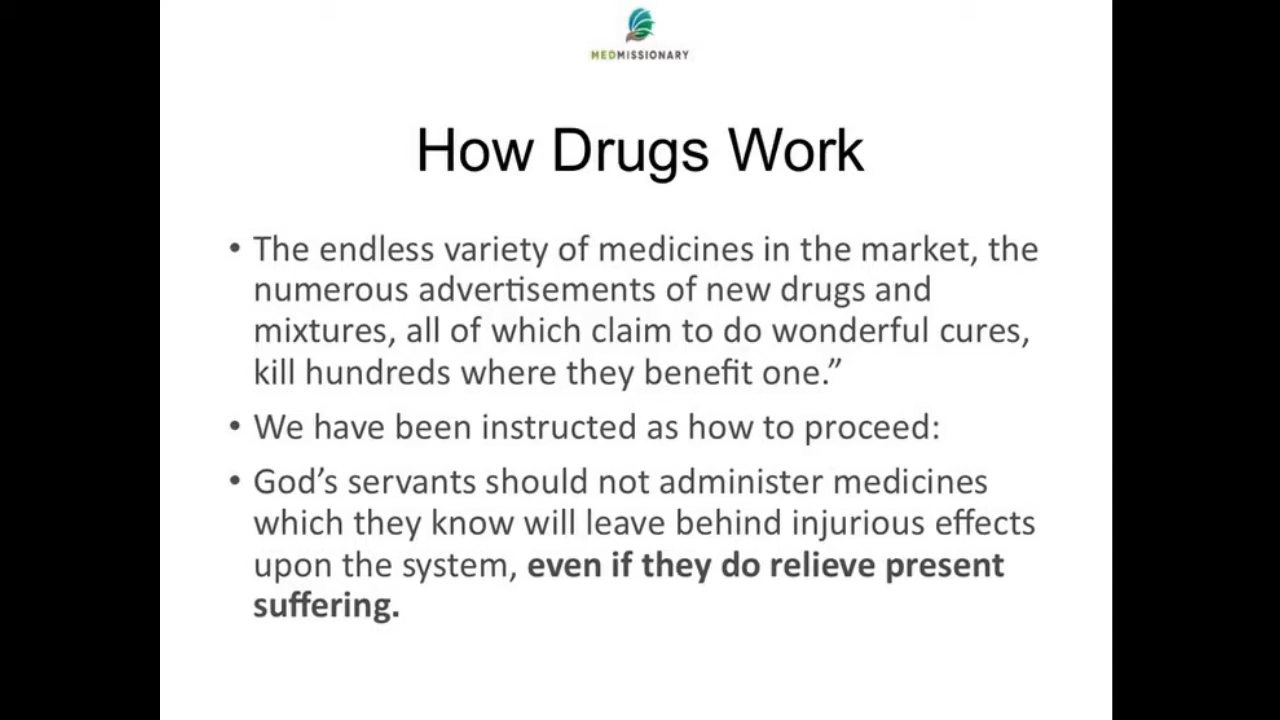 MEDMISSIONARY
How Drugs Work
• The endless variety of medicines in the market, the
numerous advertisements of new drugs and
mixtures, all of which claim to do wonderful cures,
kill hundreds where they benefit one.”
• We have been instructed as how to proceed:
• God’s servants should not administer medicines
which they know will leave behind injurious effects
upon the system, even if they do relieve present
suffering.